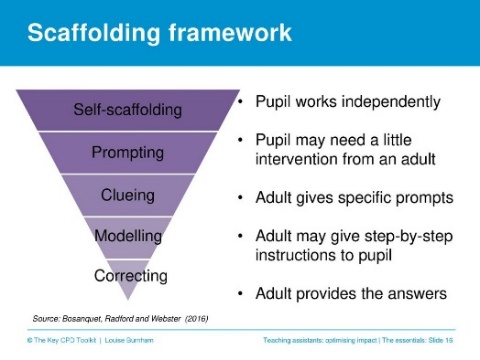 Scaffolding framework
Self-scaffolding
Prompting
Clueing
Modelling
Correcting
• Pupil works independently
• Pupil may need a little
intervention from an adult
• Adult gives specific prompts
• Adult may give step-by-step
instructions to pupil
• Adult provides the answers
Source: Bosanquet, Radford and Webster (2016)
© The Key CPD Toolkit | Louise Burnham
Teaching assistants: optimising impact | The essentials: Slide 16